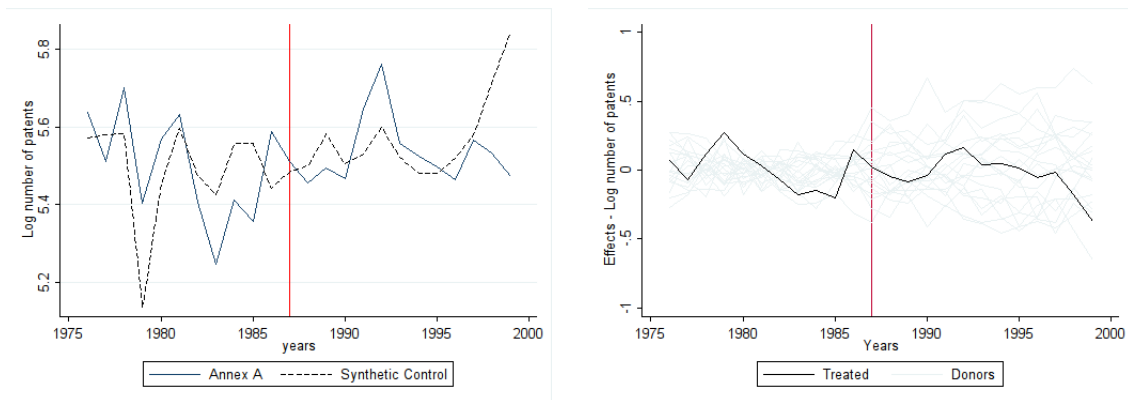 Log number of patents
5.8
5.6
5.4
5.2
1975 1980 1985 1990 1995 2000
years
Annex A Synthetic Control
Effects - Log number of patents
1
.5
0
-.5
-1
1975 1980 1985 1990 1995 2000
Years
Treated Donors